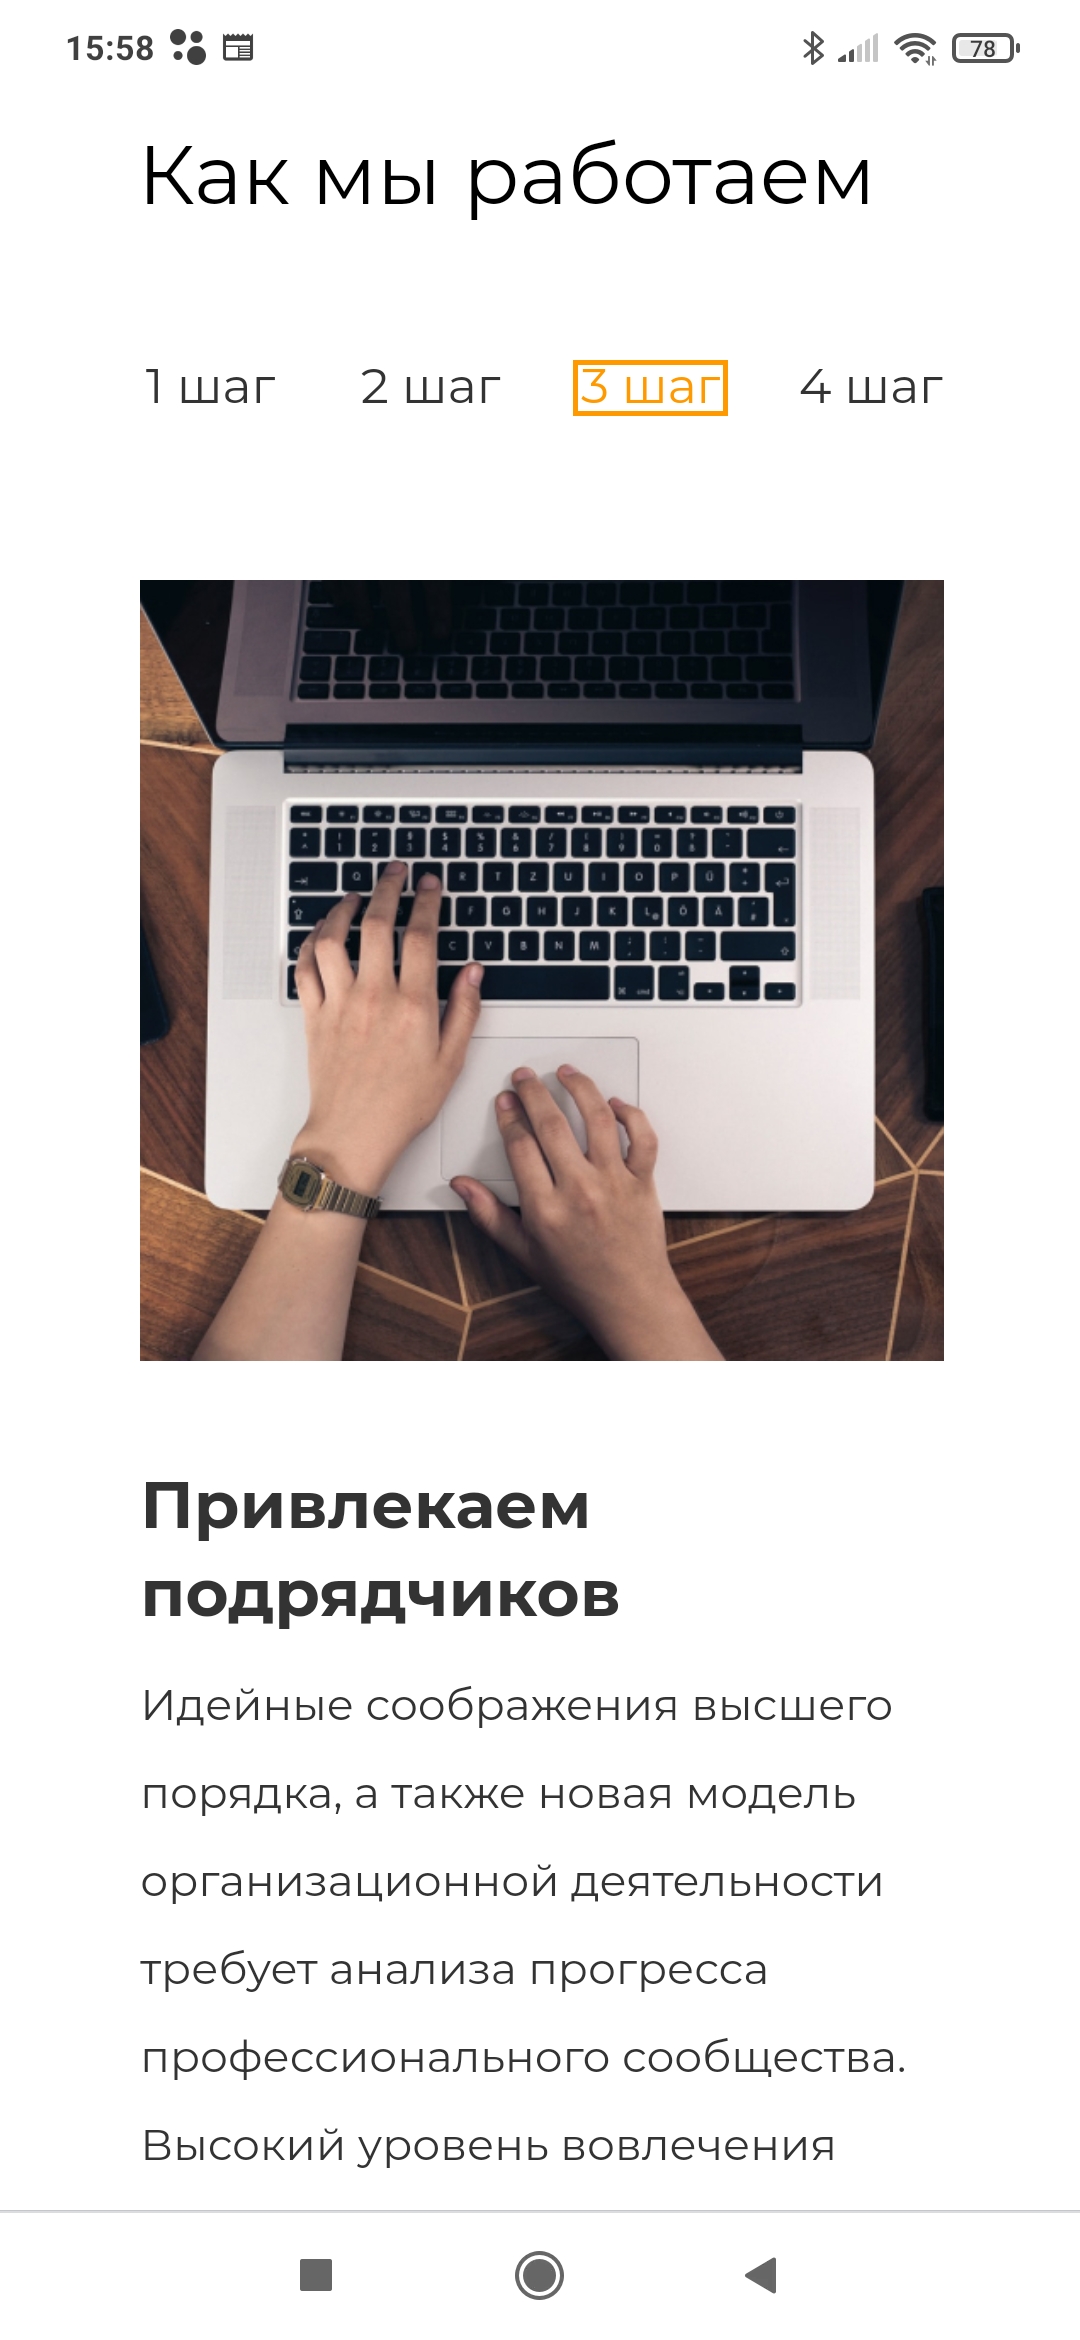 15:58
78
Как мы работаем
1 шаг 2 шаг 3 шаг 4 шаг
Привлекаем
подрядчиков
Идейные соображения высшего
порядка, а также новая модель
организационной деятельности
требует анализа прогресса
профессионального сообщества.
Высокий уровень вовлечения